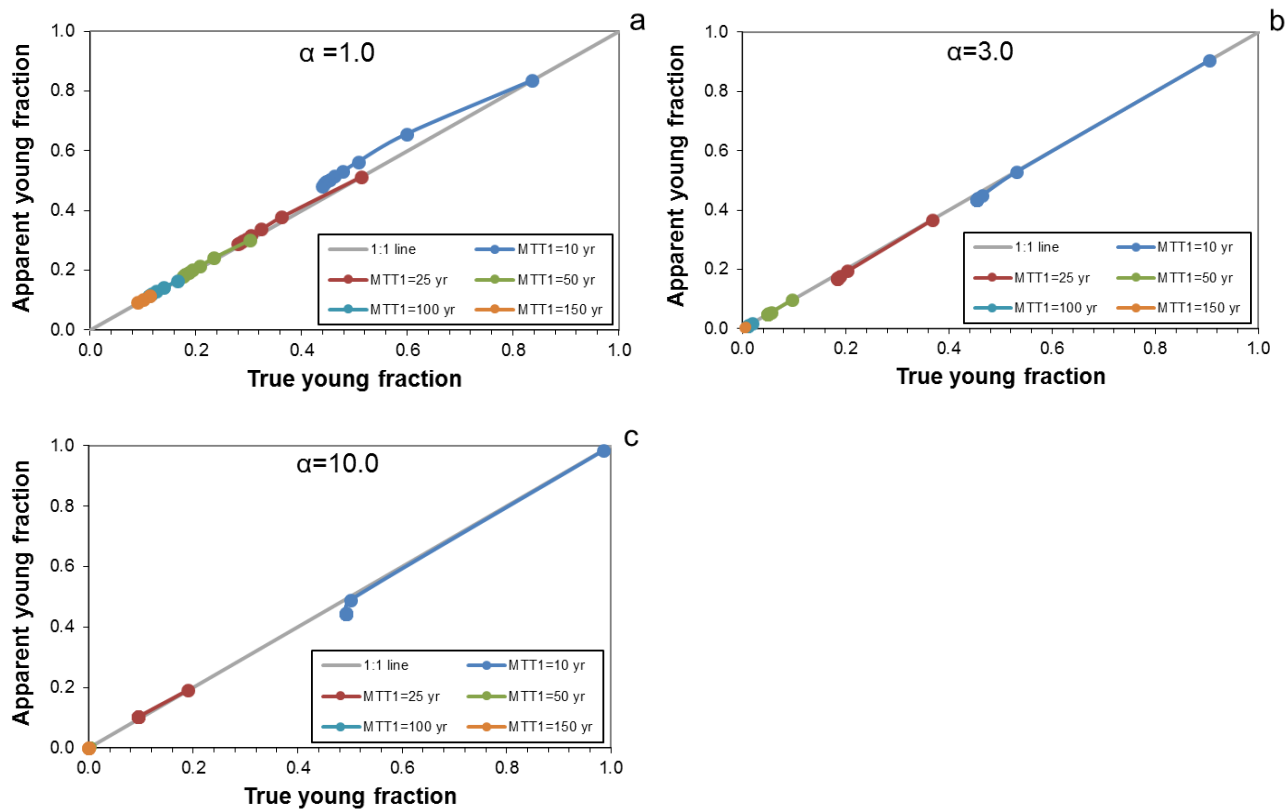 a
α =1.0
1.0
0.8
0.6
0.4
0.2
0.0
Apparent young fraction
0.0 0.2 0.4 0.6 0.8 1.0
True young fraction
1:1 line MTT1=10 yr
MTT1=25 yr MTT1=50 yr
MTT1=100 yr MTT1=150 yr
b
α=3.0
1.0
0.8
0.6
0.4
0.2
0.0
Apparent young fraction
0.0 0.2 0.4 0.6 0.8 1.0
True young fraction
1:1 line MTT1=10 yr
MTT1=25 yr MTT1=50 yr
MTT1=100 yr MTT1=150 yr
c
α=10.0
1.0
0.8
0.6
0.4
0.2
0.0
Apparent young fraction
0.0 0.2 0.4 0.6 0.8 1.0
True young fraction
1:1 line MTT1=10 yr
MTT1=25 yr MTT1=50 yr
MTT1=100 yr MTT1=150 yr